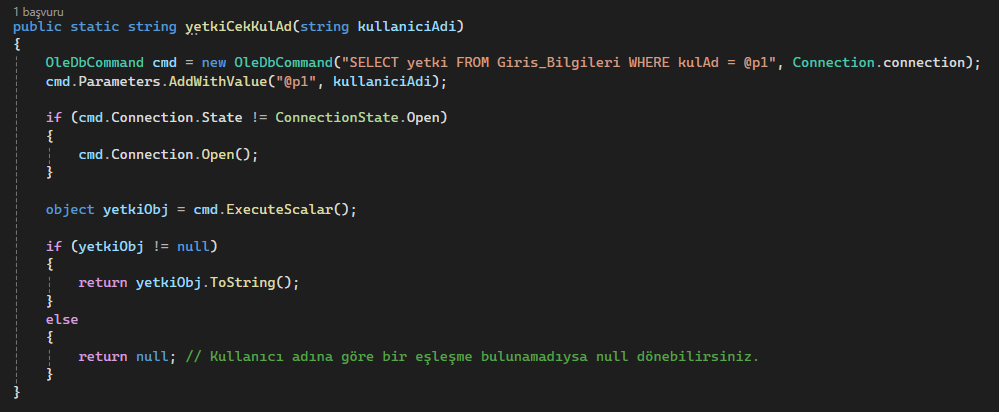 1 başvuru
public static string yetkiCekKulAd(string kullaniciAdi)
{
    OleDbCommand cmd = new OleDbCommand("SELECT yetki FROM Giris_Bilgileri WHERE kulAd = @p1", Connection.connection);
    cmd.Parameters.AddWithValue("@p1", kullaniciAdi);

    if (cmd.Connection.State != ConnectionState.Open)
    {
        cmd.Connection.Open();
    }

    object yetkiObj = cmd.ExecuteScalar();

    if (yetkiObj != null)
    {
        return yetkiObj.ToString();
    }
    else
    {
        return null; // Kullanıcı adına göre bir eşleşme bulunamadıysa null dönebilirsiniz.
    }
}